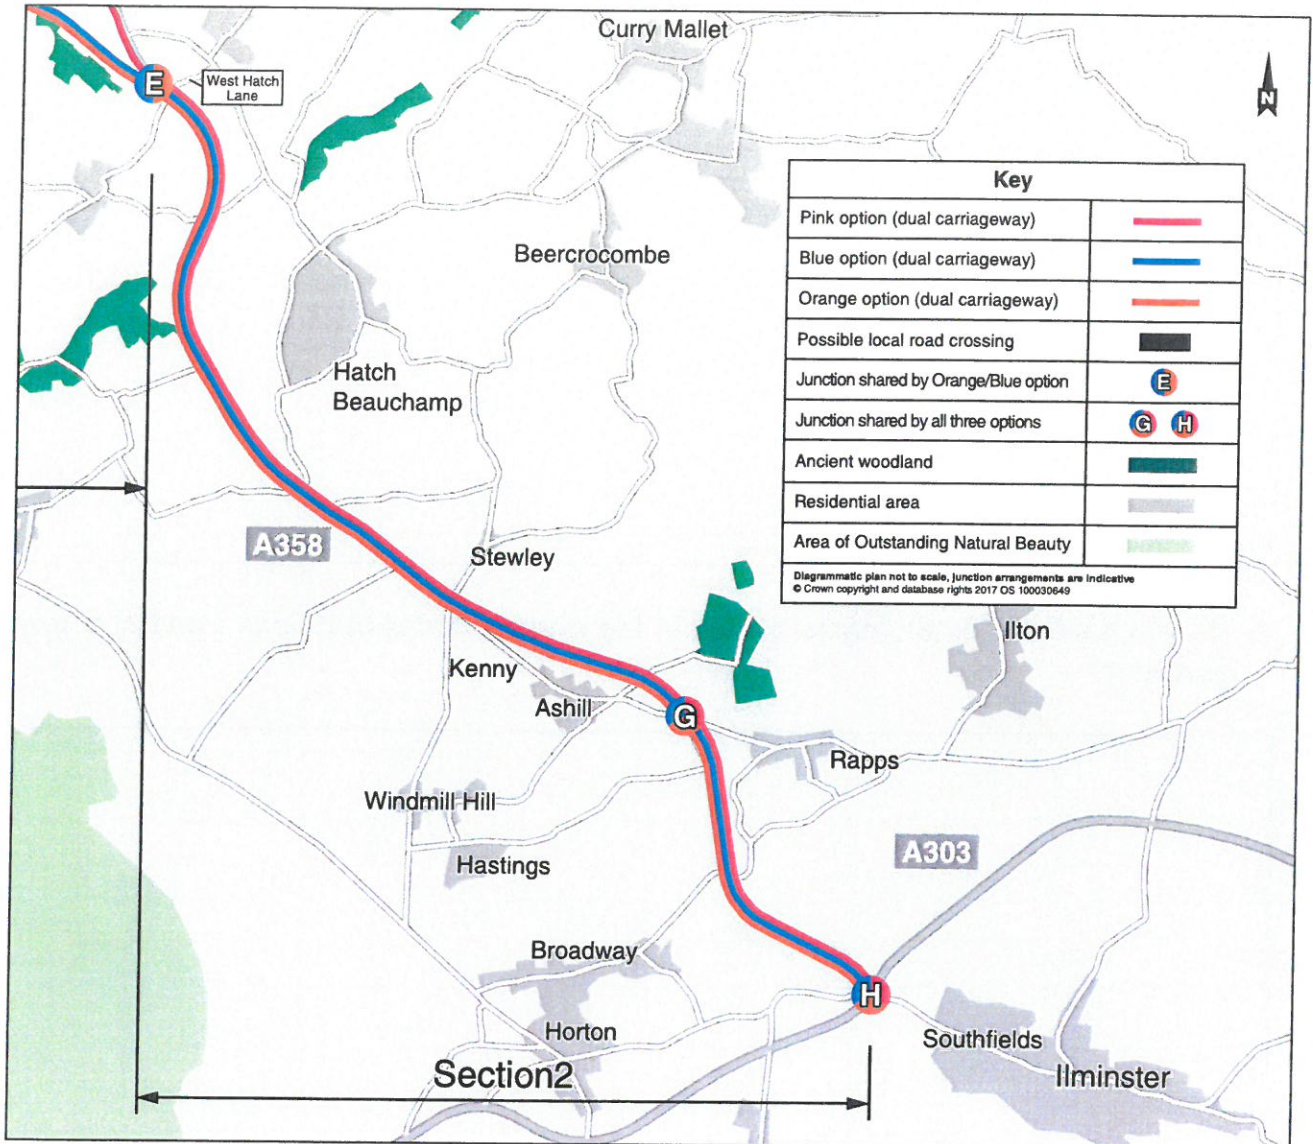 Curry Mallet
E
West Hatch
Lane
N
Key
Pink option (dual carriageway)
Blue option (dual carriageway)
Orange option (dual carriageway)
Possible local road crossing
Junction shared by Orange/Blue option
E
Junction shared by all three options
G H
Ancient woodland
Residential area
Area of Outstanding Natural Beauty
Diagrammatic plan not to scale, junction arrangements are indicative
© Crown copyright and database rights 2017 OS 100030649
Beercrocombe
Hatch
Beauchamp
A358
Stewley
Ilton
Kenny
Ashill
G
Rapps
Windmill Hill
Hastings
A303
Broadway
H
Horton
Southfields
Section2
Ilminster